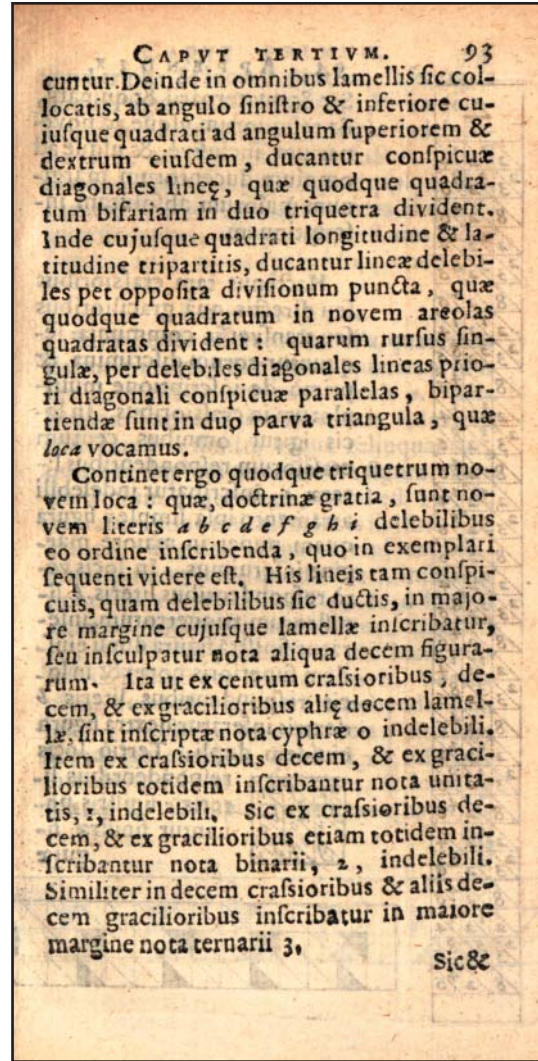 CAPVT TERTIVM. 93
cuntur. Deinde in omnibus lamellis ſic col-
locatis, ab angulo ſiniſtro & inferiore cu-
iuſque quadrati ad angulum ſuperiorem &
dextrum eiuſdem, ducantur conſpicuæ
diagonales lineę, quæ quodque quadra-
tum bifariam in duo triquetra divident.
Inde cujuſque quadrati longitudine & la-
titudine tripartitis, ducantur lineæ delebi-
les pet oppoſita diviſionum puncta, quæ
quodque quadratum in novem areolas
quadratas divident: quarum rurſus ſin-
gulæ, per delebiles diagonales lineas prio-
ri diagonali conſpicuæ parallelas, bipar-
tiendæ ſunt in duo parva triangula, quæ
loca vocamus.
Continet ergo quodque triquetrum no-
vem loca: quæ, doctrinæ gratia, ſunt no-
vem literis a b c d e f g h i delebilibus
eo ordine inſcribenda, quo in exemplari
ſequenti videre eſt. His lineis tam conſpi-
cuis, quam delebilibus ſic ductis, in majo-
re margine cujuſque lamellæ inſcribatur,
ſeu inſculpatur nota aliqua decem figura-
rum. Ita ut ex centum craſsioribus, de-
cem, & ex gracilioribus alię decem lamel-
læ, ſint inſcriptæ nota cyphræ 0 indelebili.
Item ex craſsioribus decem, & ex graci-
lioribus totidem inſcribantur nota unita-
tis, 1, indelebili. Sic ex craſsioribus de-
cem, & ex gracilioribus etiam totidem in-
ſcribantur nota binarii, 2, indelebili.
Similiter in decem craſsioribus & aliis de-
cem gracilioribus inſcribatur in maiore
margine nota ternarii 3,
Sic &